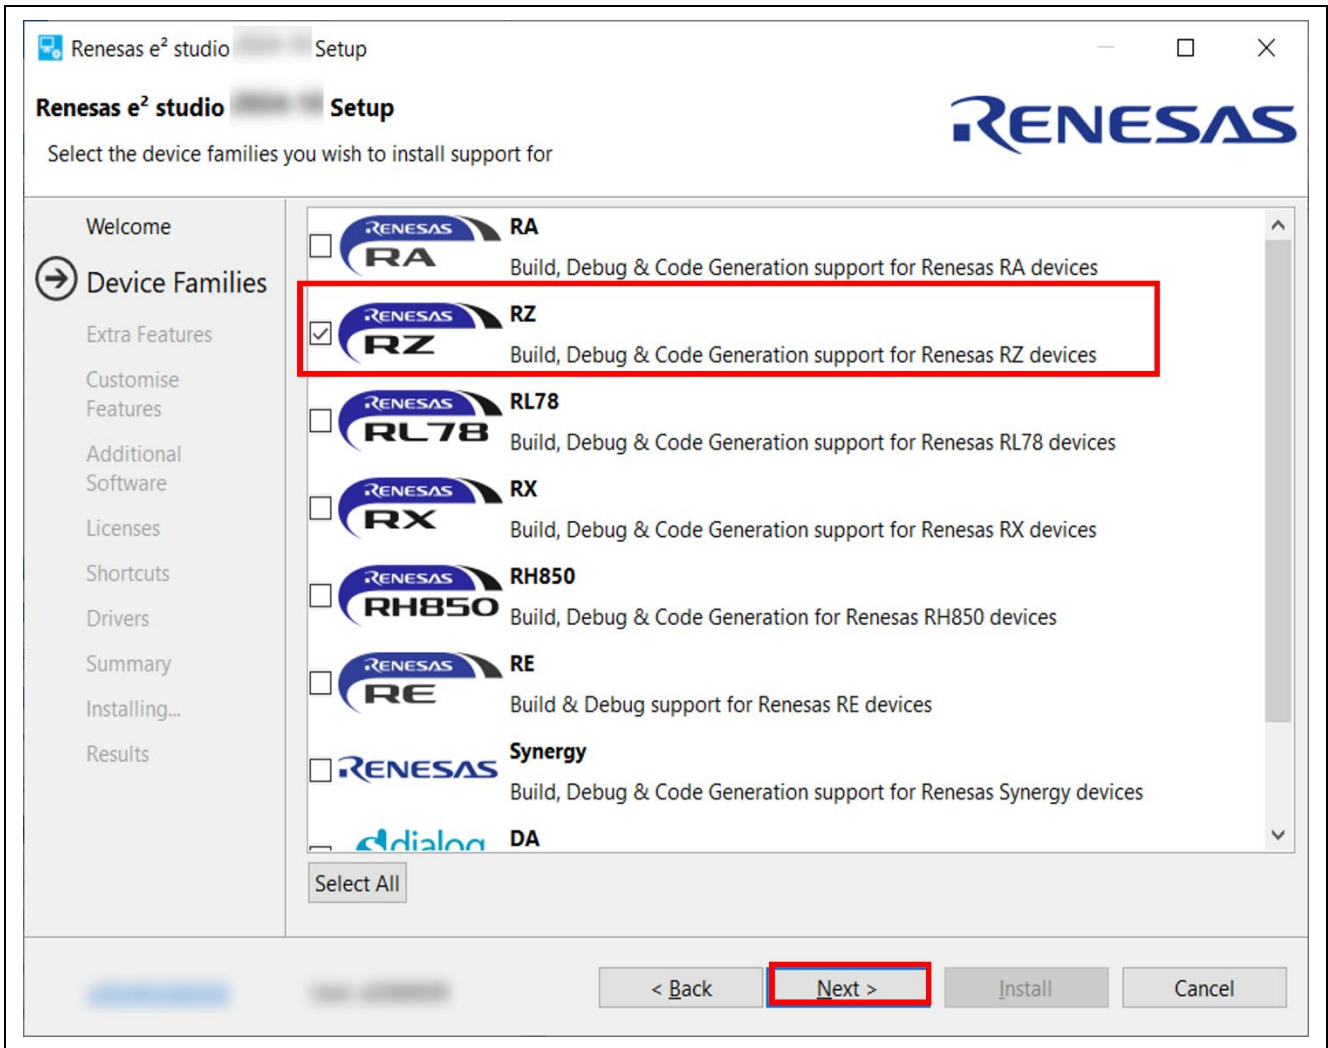 Renesas e² studio Setup
Renesas e² studio Setup
RENESAS
Select the device families you wish to install support for
Welcome
Device Families
Extra Features
Customise
Features
Additional
Software
Licenses
Shortcuts
Drivers
Summary
Installing...
Results
RENESAS
RA
RA
Build, Debug & Code Generation support for Renesas RA devices
RENESAS
RZ
RZ
Build, Debug & Code Generation support for Renesas RZ devices
RENESAS
RL78
RL78
Build, Debug & Code Generation support for Renesas RL78 devices
RENESAS
RX
RX
Build, Debug & Code Generation support for Renesas RX devices
RENESAS
RH850
RH850
Build, Debug & Code Generation for Renesas RH850 devices
RENESAS
RE
RE
Build & Debug support for Renesas RE devices
RENESAS
Synergy
Build, Debug & Code Generation support for Renesas Synergy devices
dialog
DA
Select All
< Back
Next >
Install
Cancel